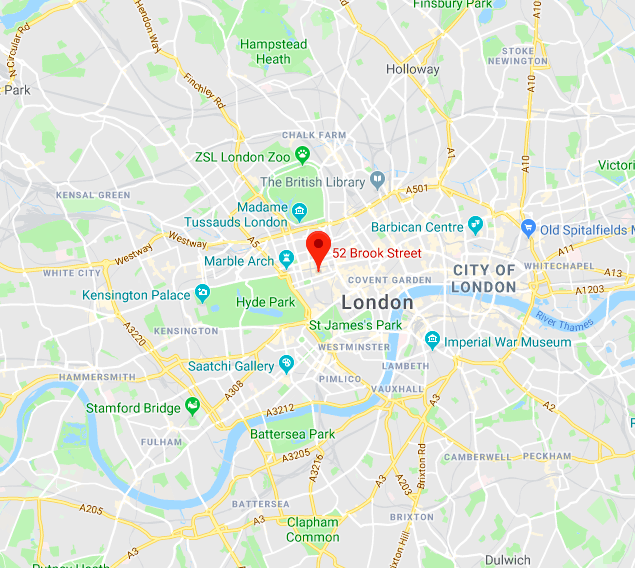 Finsbury Park
Hendon Way
N Circular Rd
A10
Hampstead
Heath
STOKE
NEWINGTON
Holloway
Finchley Rd
t Park
A10
CHALK FARM
A1
ZSL London Zoo
Victori
The British Library
A501
KENSAL GREEN
Madame
Tussauds London
Barbican Centre
Old Spitalfields M
Westway
Westway
A5
A11
52 Brook Street
Marble Arch
WHITE CITY
COVENT GARDEN
CITY OF
LONDON
WHITECHAPEL
A13
Kensington Palace
Hyde Park
London
A3220
KENSINGTON
St James's Park
River Thames
WESTMINSTER
Imperial War Museum
Saatchi Gallery
LAMBETH
HAMMERSMITH
A308
PIMLICO
VAUXHALL
Stamford Bridge
A3212
A3
A2
FULHAM
Battersea Park
A3205
A3216
Brixton Rd
CAMBERWELL
PECKHAM
A205
BATTERSEA
A3
A3
Clapham
Common
BRIXTON
Brixton Hill
Putney Heath
Dulwich